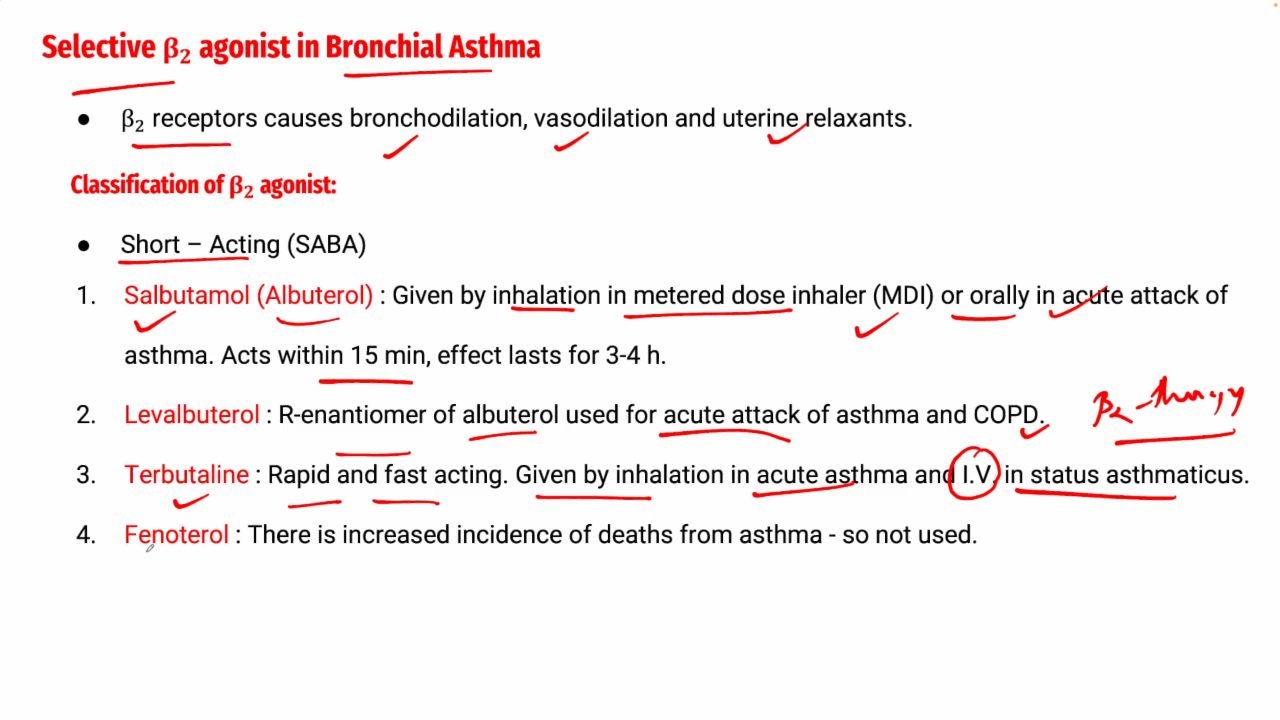 Selective β₂ agonist in Bronchial Asthma
● β₂ receptors causes bronchodilation, vasodilation and uterine relaxants.
Classification of β₂ agonist:
● Short – Acting (SABA)
1. Salbutamol (Albuterol) : Given by inhalation in metered dose inhaler (MDI) or orally in acute attack of
asthma. Acts within 15 min, effect lasts for 3-4 h.
2. Levalbuterol : R-enantiomer of albuterol used for acute attack of asthma and COPD.
β₂
3. Terbutaline : Rapid and fast acting. Given by inhalation in acute asthma and I.V. in status asthmaticus.
4. Fenoterol : There is increased incidence of deaths from asthma - so not used.